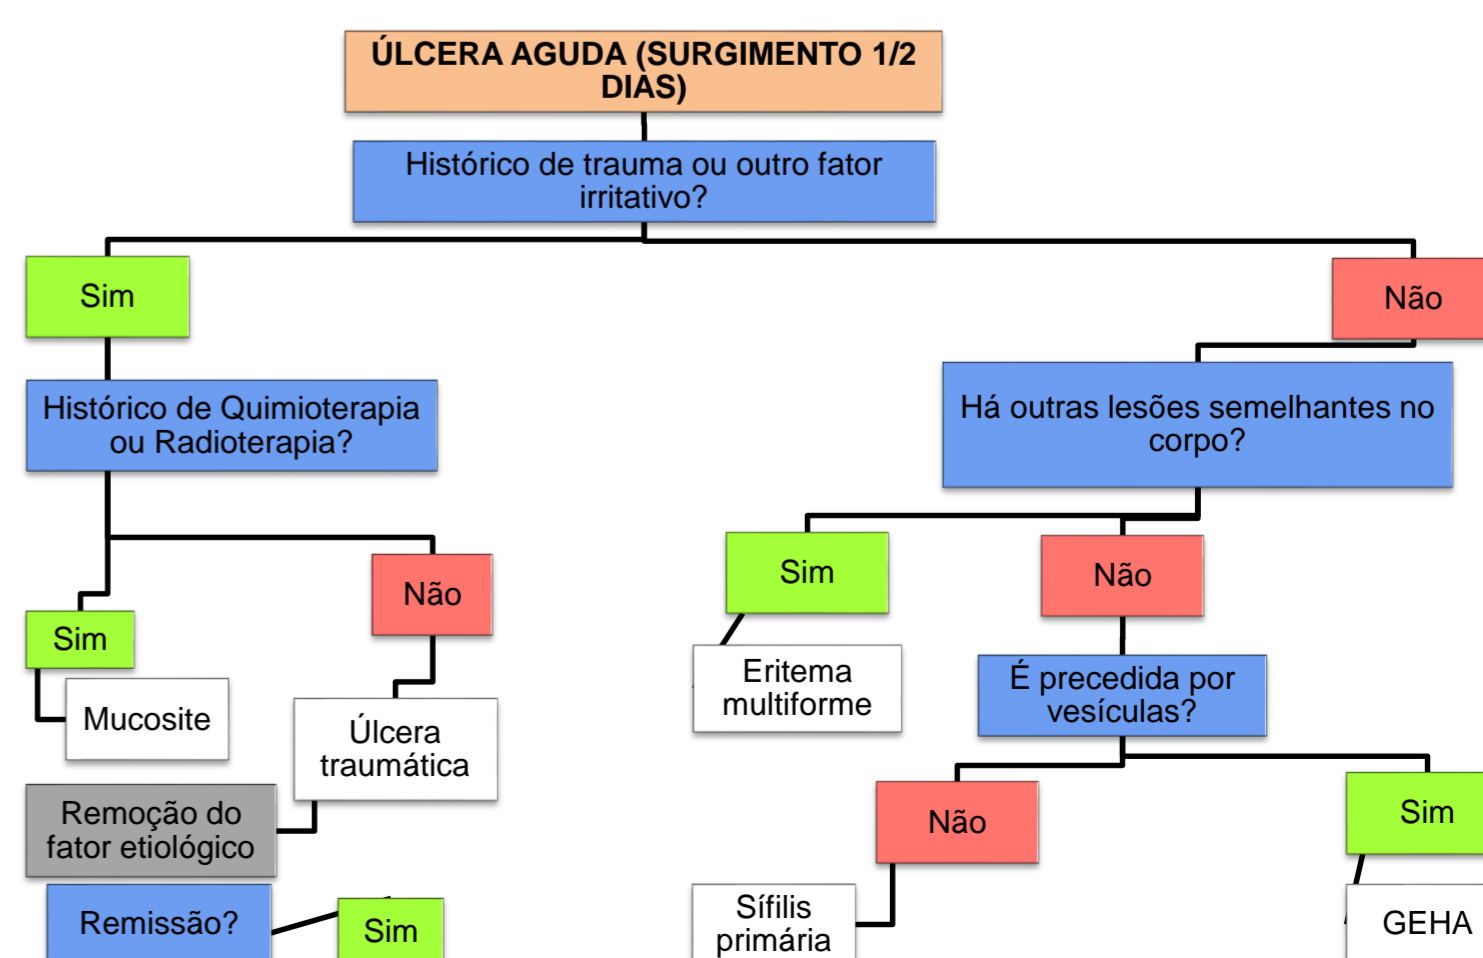 ÚLCERA AGUDA (SURGIMENTO 1/2
DIAS)
Histórico de trauma ou outro fator
irritativo?
Sim
Não
Histórico de Quimioterapia
ou Radioterapia?
Há outras lesões semelhantes no
corpo?
Sim
Não
Não
Sim
Eritema
multiforme
É precedida por
vesículas?
Mucosite
Úlcera
traumática
Remoção do
fator etiológico
Não
Sim
Remissão?
Sim
Sífilis
primária
GEHA